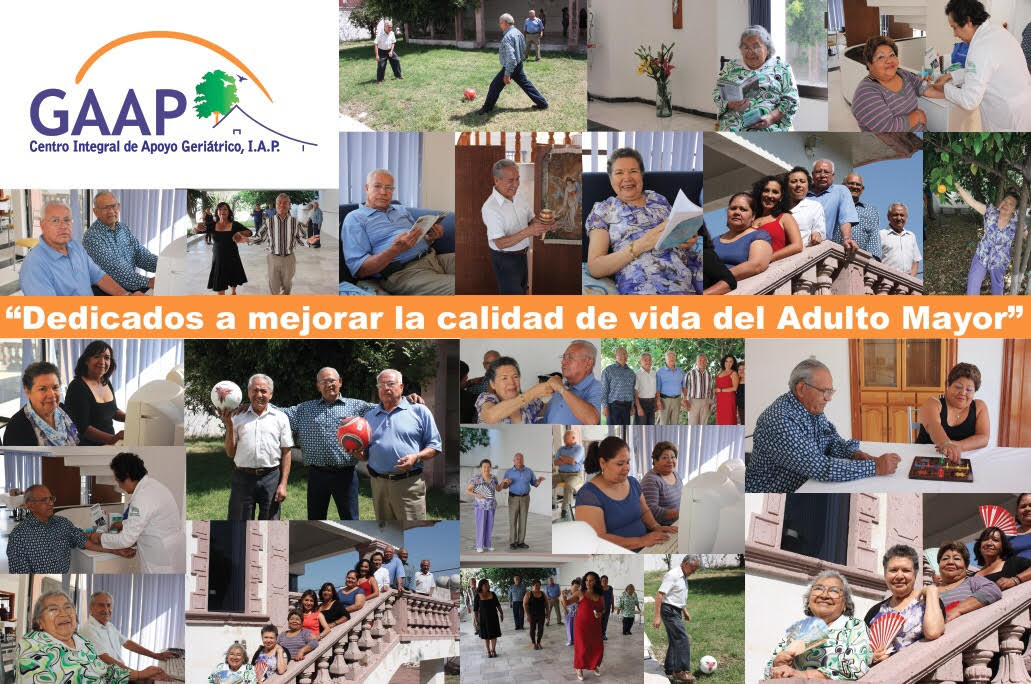 GAAP
Centro Integral de Apoyo Geriátrico, I.A.P.
“Dedicados a mejorar la calidad de vida del Adulto Mayor”